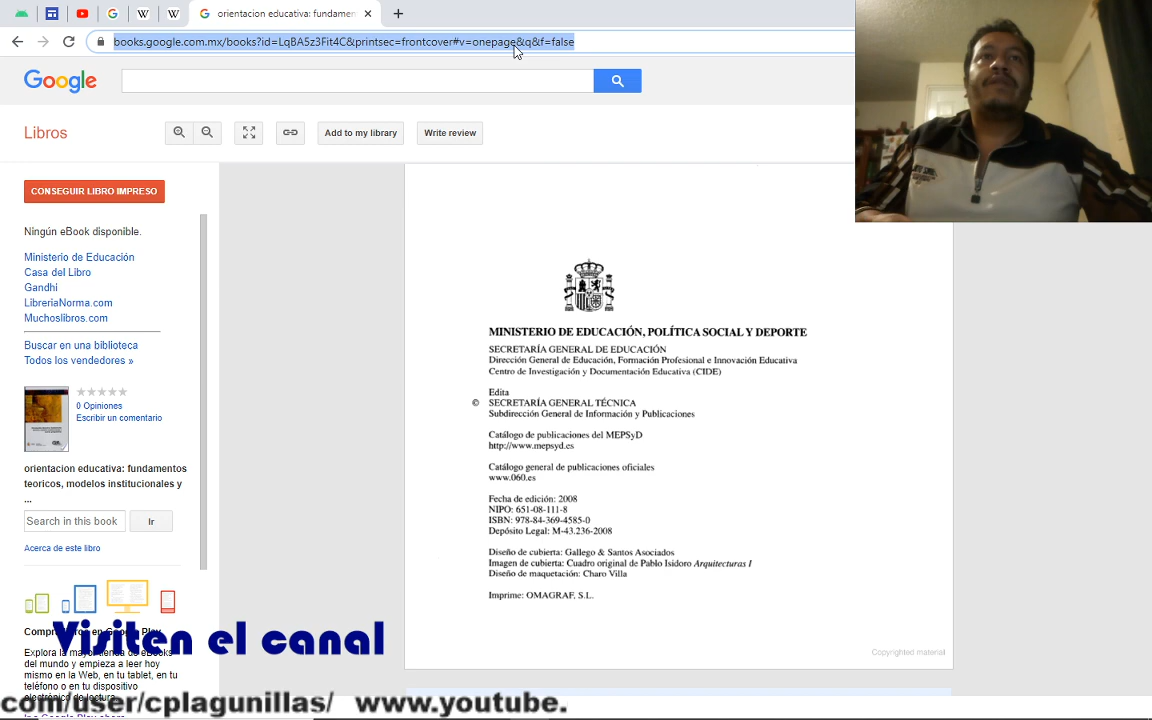 orientacion educativa: fundamen
books.google.com.mx/books?id=LqBA5z3Fit4C&printsec=frontcover#v=onepage&q&f=false
Google
Libros
Add to my library
Write review
CONSEGUIR LIBRO IMPRESO
Ningún eBook disponible.
Ministerio de Educación
Casa del Libro
Gandhi
LibreriaNorma.com
Muchoslibros.com
Buscar en una biblioteca
Todos los vendedores »
0 Opiniones
Escribir un comentario
orientacion educativa: fundamentos
teoricos, modelos institucionales y
...
Search in this book
Ir
Acerca de este libro
Explora la mayor tienda de eBooks
del mundo y empieza a leer hoy
mismo en la Web, en tu tablet, en tu
teléfono o en tu dispositivo
electrónico de lectura.
MINISTERIO DE EDUCACIÓN, POLÍTICA SOCIAL Y DEPORTE
SECRETARÍA GENERAL DE EDUCACIÓN
Dirección General de Educación, Formación Profesional e Innovación Educativa
Centro de Investigación y Documentación Educativa (CIDE)
Edita
© SECRETARÍA GENERAL TÉCNICA
Subdirección General de Información y Publicaciones
Catálogo de publicaciones del MEPSyD
http://www.mepsyd.es
Catálogo general de publicaciones oficiales
www.060.es
Fecha de edición: 2008
NIPO: 651-08-111-8
ISBN: 978-84-369-4585-0
Depósito Legal: M-43.236-2008
Diseño de cubierta: Gallego & Santos Asociados
Imagen de cubierta: Cuadro original de Pablo Isidoro Arquitecturas I
Diseño de maquetación: Charo Villa
Imprime: OMAGRAF, S.L.
Copyrighted material
Visiten el canal
com/user/cplagunillas/ www.youtube.